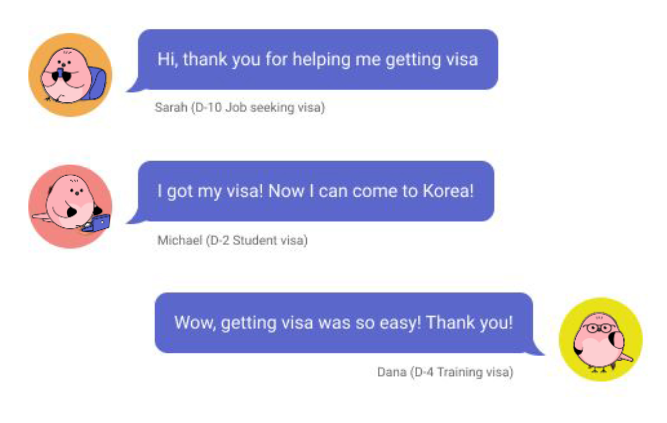 Hi, thank you for helping me getting visa
Sarah (D-10 Job seeking visa)
I got my visa! Now I can come to Korea!
Michael (D-2 Student visa)
Wow, getting visa was so easy! Thank you!
Dana (D-4 Training visa)